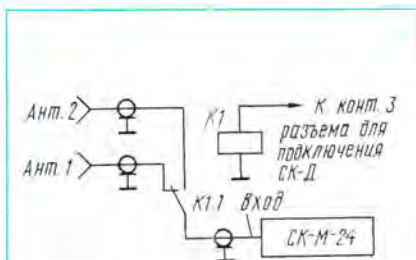 Ант. 2
К1
К конт. 3
разъема для
подключения
СК-Д
Ант. 1
К1.1
Вход
СК-М-24